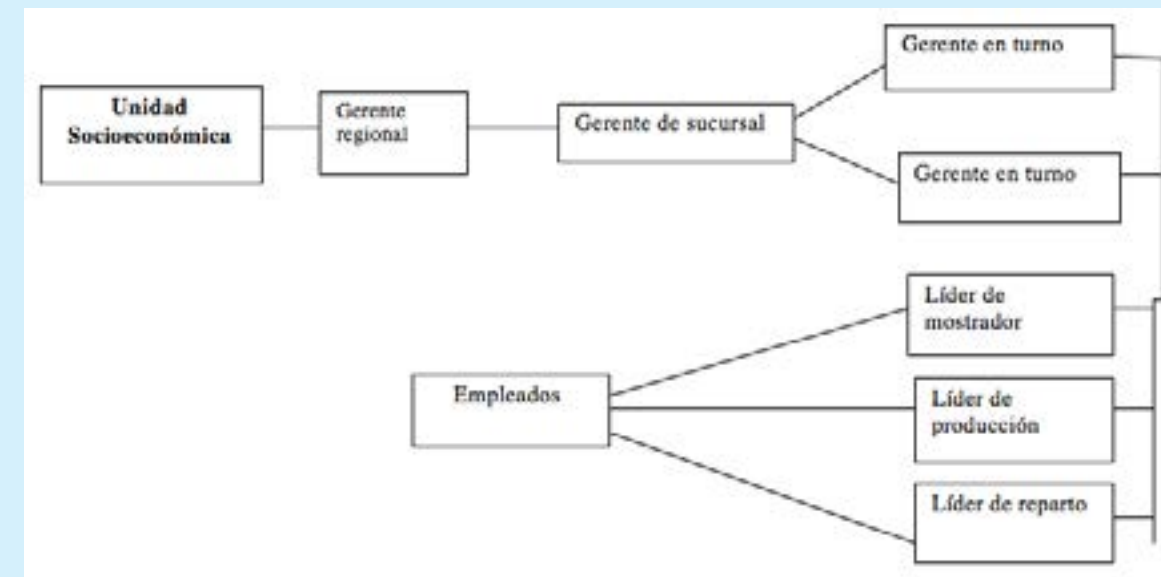 Unidad
Socioeconómica
Gerente
regional
Gerente de sucursal
Gerente en turno
Gerente en turno
Líder de
mostrador
Empleados
Líder de
producción
Líder de reparto